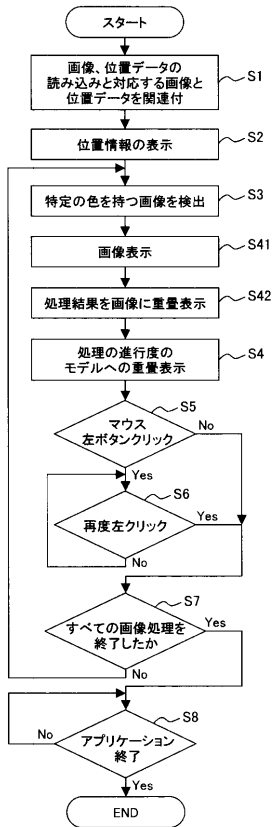 スタート
画像、位置データの
読み込みと対応する画像と
位置データを関連付
S1
位置情報の表示
S2
特定の色を持つ画像を検出
S3
画像表示
S41
処理結果を画像に重畳表示
S42
処理の進行度の
モデルへの重畳表示
S4
マウス
左ボタンクリック
S5
No
Yes
再度左クリック
S6
Yes
No
すべての画像処理を
終了したか
S7
Yes
No
アプリケーション
終了
S8
No
Yes
END